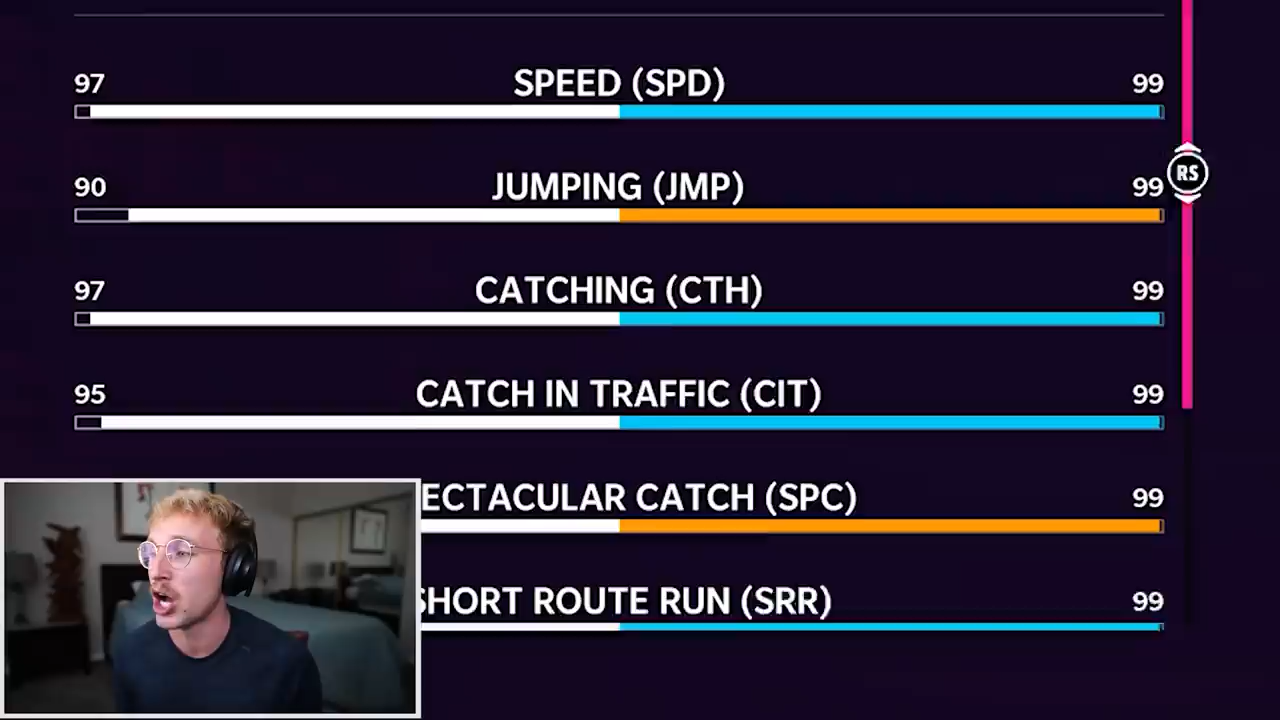 97 SPEED (SPD) 99
RS
90 JUMPING (JMP) 99
97 CATCHING (CTH) 99
95 CATCH IN TRAFFIC (CIT) 99
ECTACULAR CATCH (SPC) 99
SHORT ROUTE RUN (SRR) 99